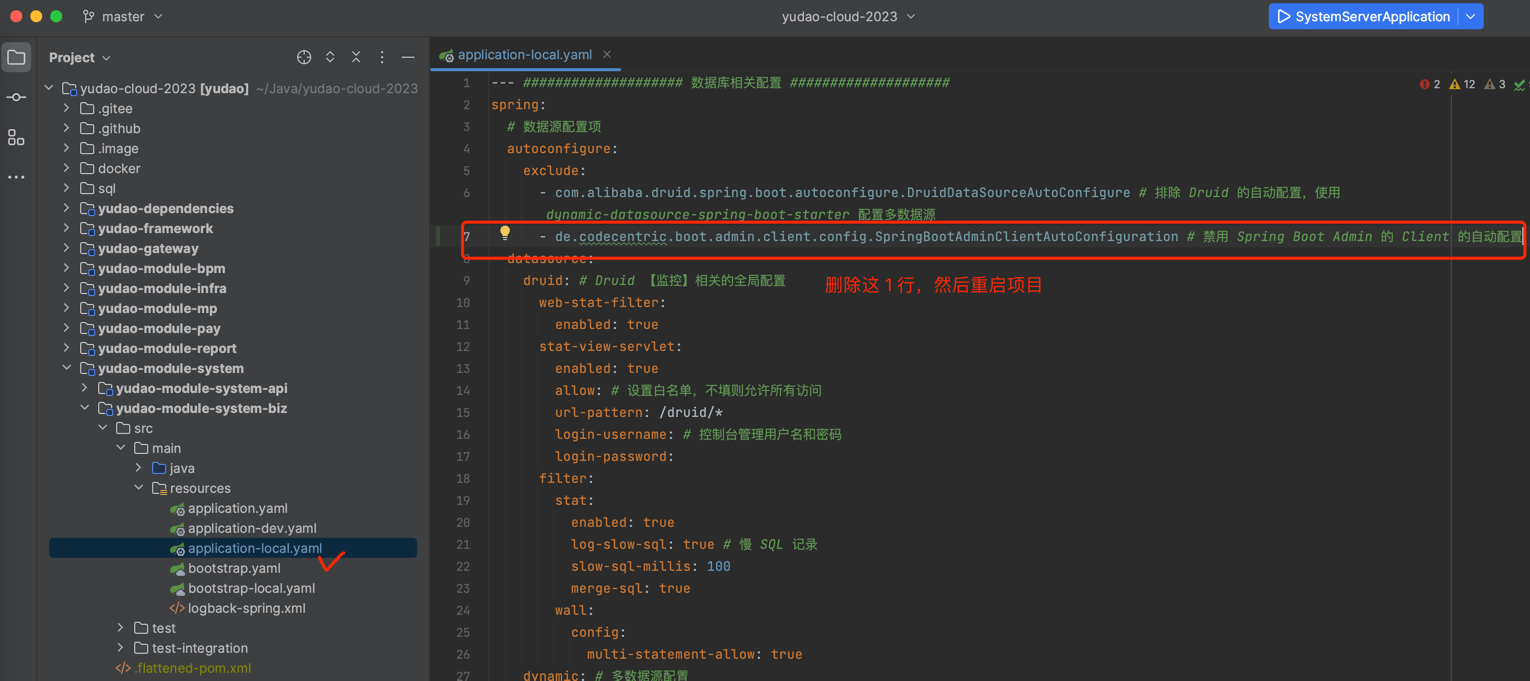 master
yudao-cloud-2023
SystemServerApplication
Project
yudao-cloud-2023 [yudao] ~/Java/yudao-cloud-2023
.gitee
.github
.image
docker
sql
yudao-dependencies
yudao-framework
yudao-gateway
yudao-module-bpm
yudao-module-infra
yudao-module-mp
yudao-module-pay
yudao-module-report
yudao-module-system
yudao-module-system-api
yudao-module-system-biz
src
main
java
resources
application.yaml
application-dev.yaml
application-local.yaml
bootstrap.yaml
bootstrap-local.yaml
logback-spring.xml
test
test-integration
.flattened-pom.xml
application-local.yaml
2 12 3
1 --- #################### 数据库相关配置 ####################
2 spring:
3 # 数据源配置项
4 autoconfigure:
5 exclude:
6 - com.alibaba.druid.spring.boot.autoconfigure.DruidDataSourceAutoConfigure # 排除 Druid 的自动配置，使用
dynamic-datasource-spring-boot-starter 配置多数据源
7 - de.codecentric.boot.admin.client.config.SpringBootAdminClientAutoConfiguration # 禁用 Spring Boot Admin 的 Client 的自动配置
8 datasource:
9 druid: # Druid 【监控】相关的全局配置
删除这 1 行，然后重启项目
10 web-stat-filter:
11 enabled: true
12 stat-view-servlet:
13 enabled: true
14 allow: # 设置白名单，不填则允许所有访问
15 url-pattern: /druid/*
16 login-username: # 控制台管理用户名和密码
17 login-password:
18 filter:
19 stat:
20 enabled: true
21 log-slow-sql: true # 慢 SQL 记录
22 slow-sql-millis: 100
23 merge-sql: true
24 wall:
25 config:
26 multi-statement-allow: true
27 dynamic: # 多数据源配置